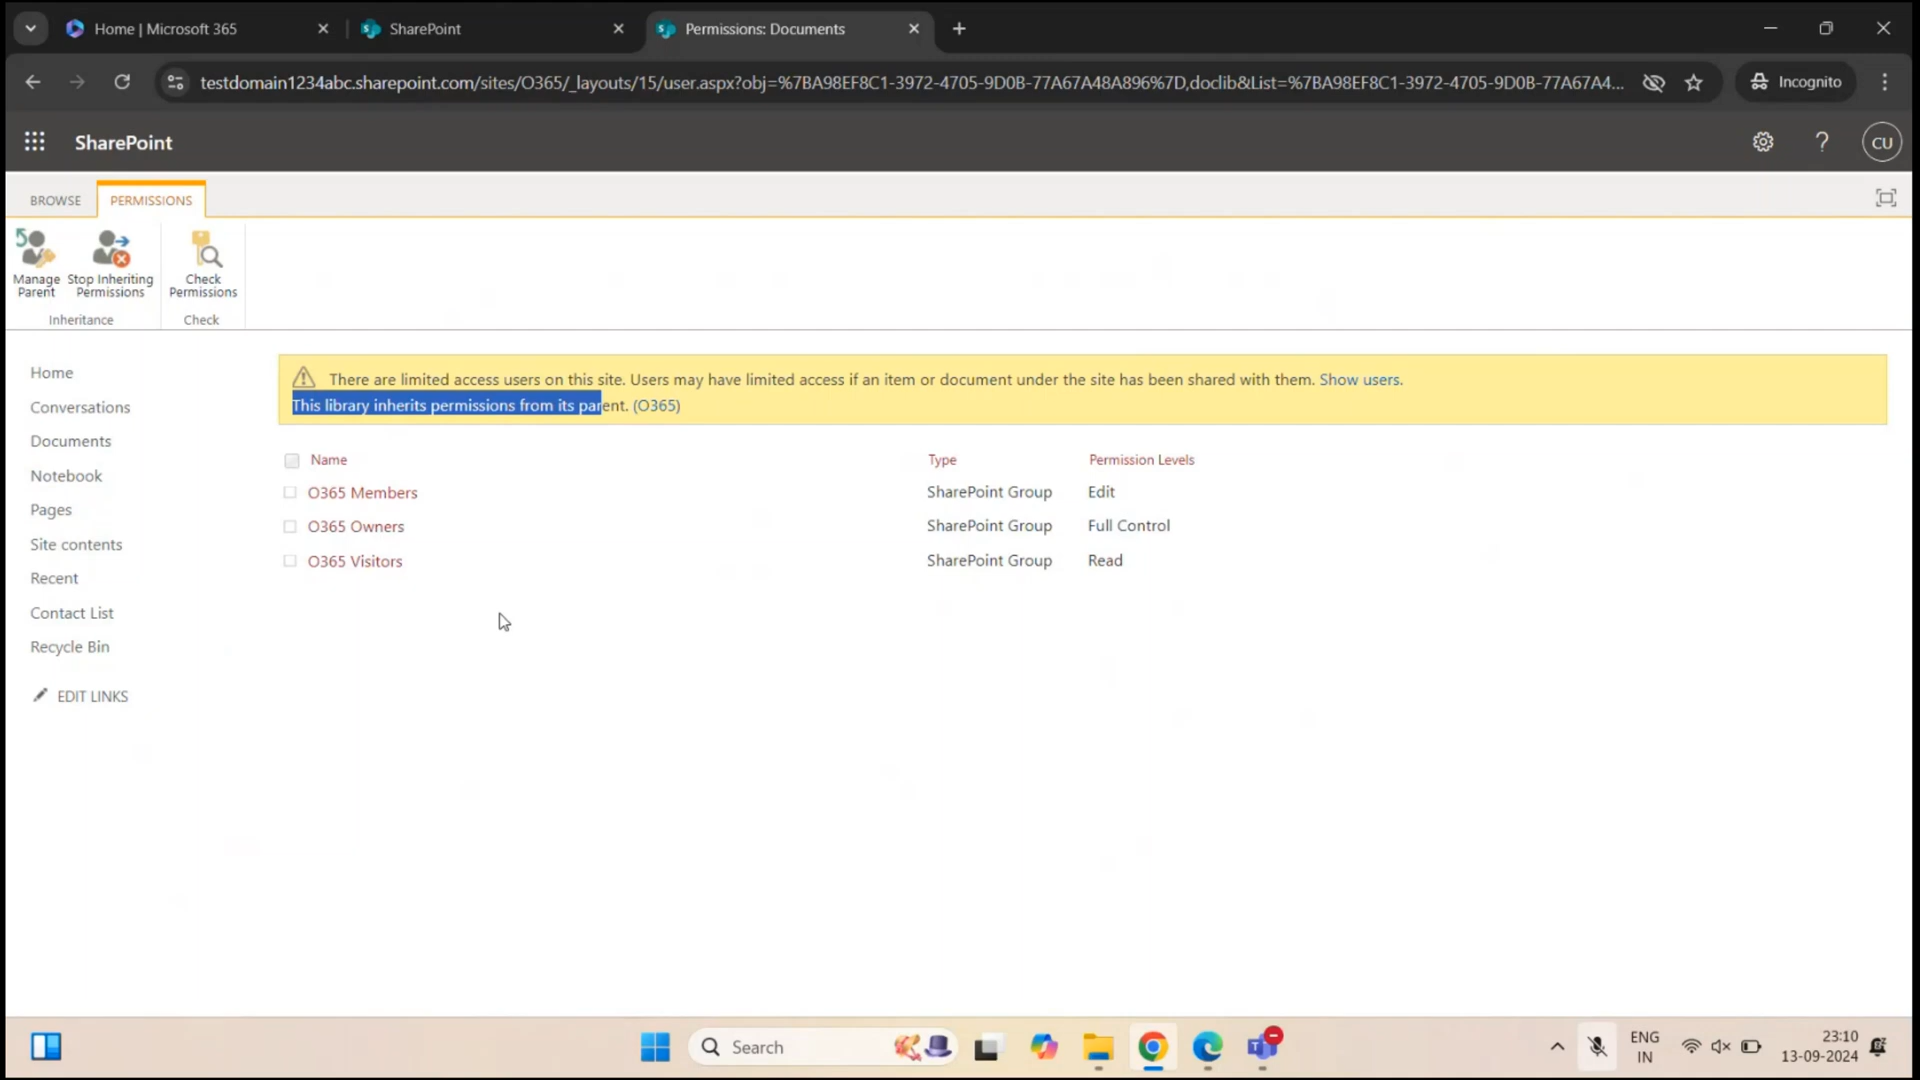 Home | Microsoft 365
SharePoint
Permissions: Documents
testdomain1234abc.sharepoint.com/sites/O365/_layouts/15/user.aspx?obj=%7BA98EF8C1-3972-4705-9D0B-77A67A48A896%7D,doclib&List=%7BA98EF8C1-3972-4705-9D0B-77A67A4...
Incognito
SharePoint
CU
BROWSE
PERMISSIONS
Manage Parent
Stop Inheriting Permissions
Check Permissions
Inheritance
Check
Home
Conversations
Documents
Notebook
Pages
Site contents
Recent
Contact List
Recycle Bin
EDIT LINKS
There are limited access users on this site. Users may have limited access if an item or document under the site has been shared with them. Show users.
This library inherits permissions from its parent. (O365)
Name Type Permission Levels
O365 Members SharePoint Group Edit
O365 Owners SharePoint Group Full Control
O365 Visitors SharePoint Group Read
Search
ENG
IN
23:10
13-09-2024